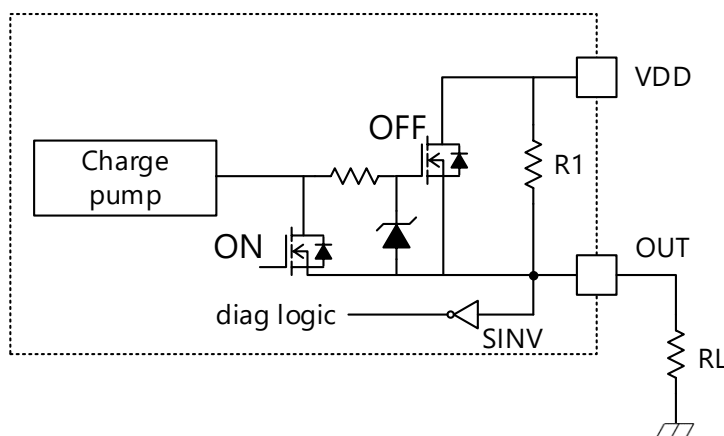 VDD
OFF
Charge
pump
R1
ON
OUT
diag logic
SINV
RL